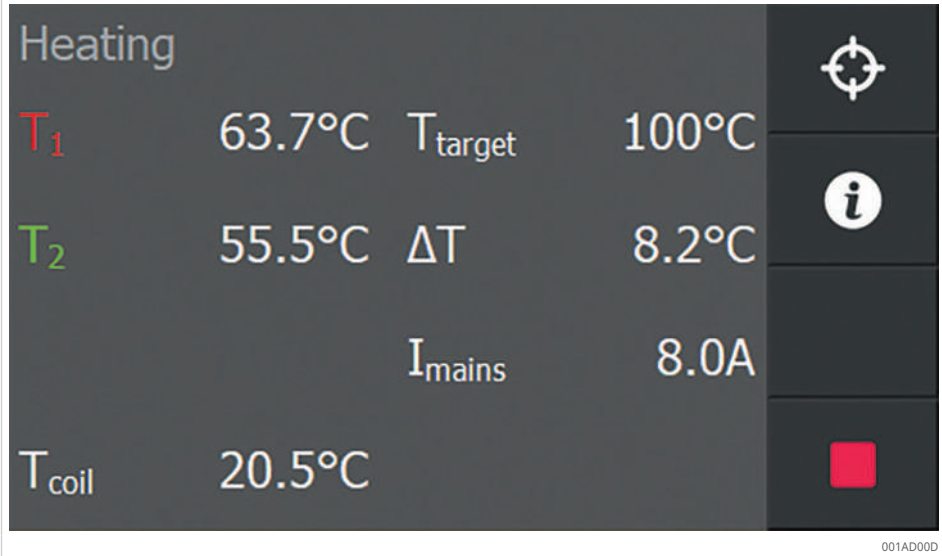 Heating
T1 63.7°C Ttarget 100°C
T2 55.5°C ΔT 8.2°C
Imains 8.0A
Tcoil 20.5°C
i
001AD00D